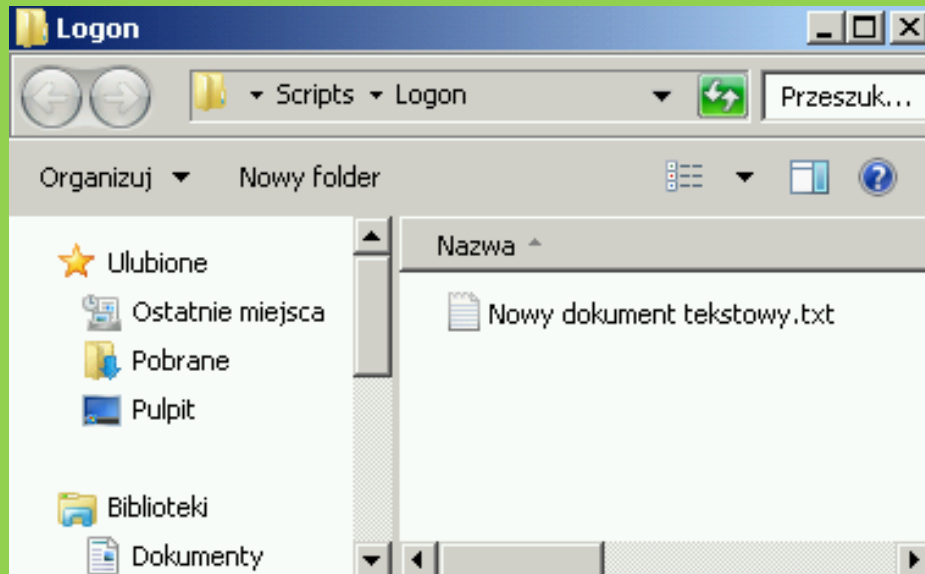 Logon
Scripts Logon Przeszuk...
Organizuj Nowy folder
Ulubione
Ostatnie miejsca
Pobrane
Pulpit
Biblioteki
Dokumenty
Nazwa
Nowy dokument tekstowy.txt